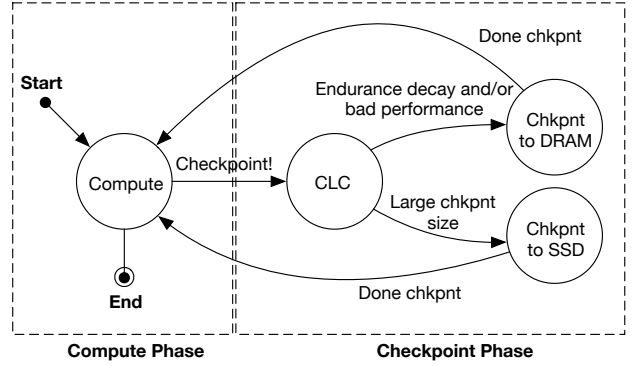 Done chkpnt
Start
Endurance decay and/or
bad performance
Chkpnt
to DRAM
Checkpoint!
Compute
CLC
Large chkpnt
size
Chkpnt
to SSD
Done chkpnt
End
Compute Phase
Checkpoint Phase